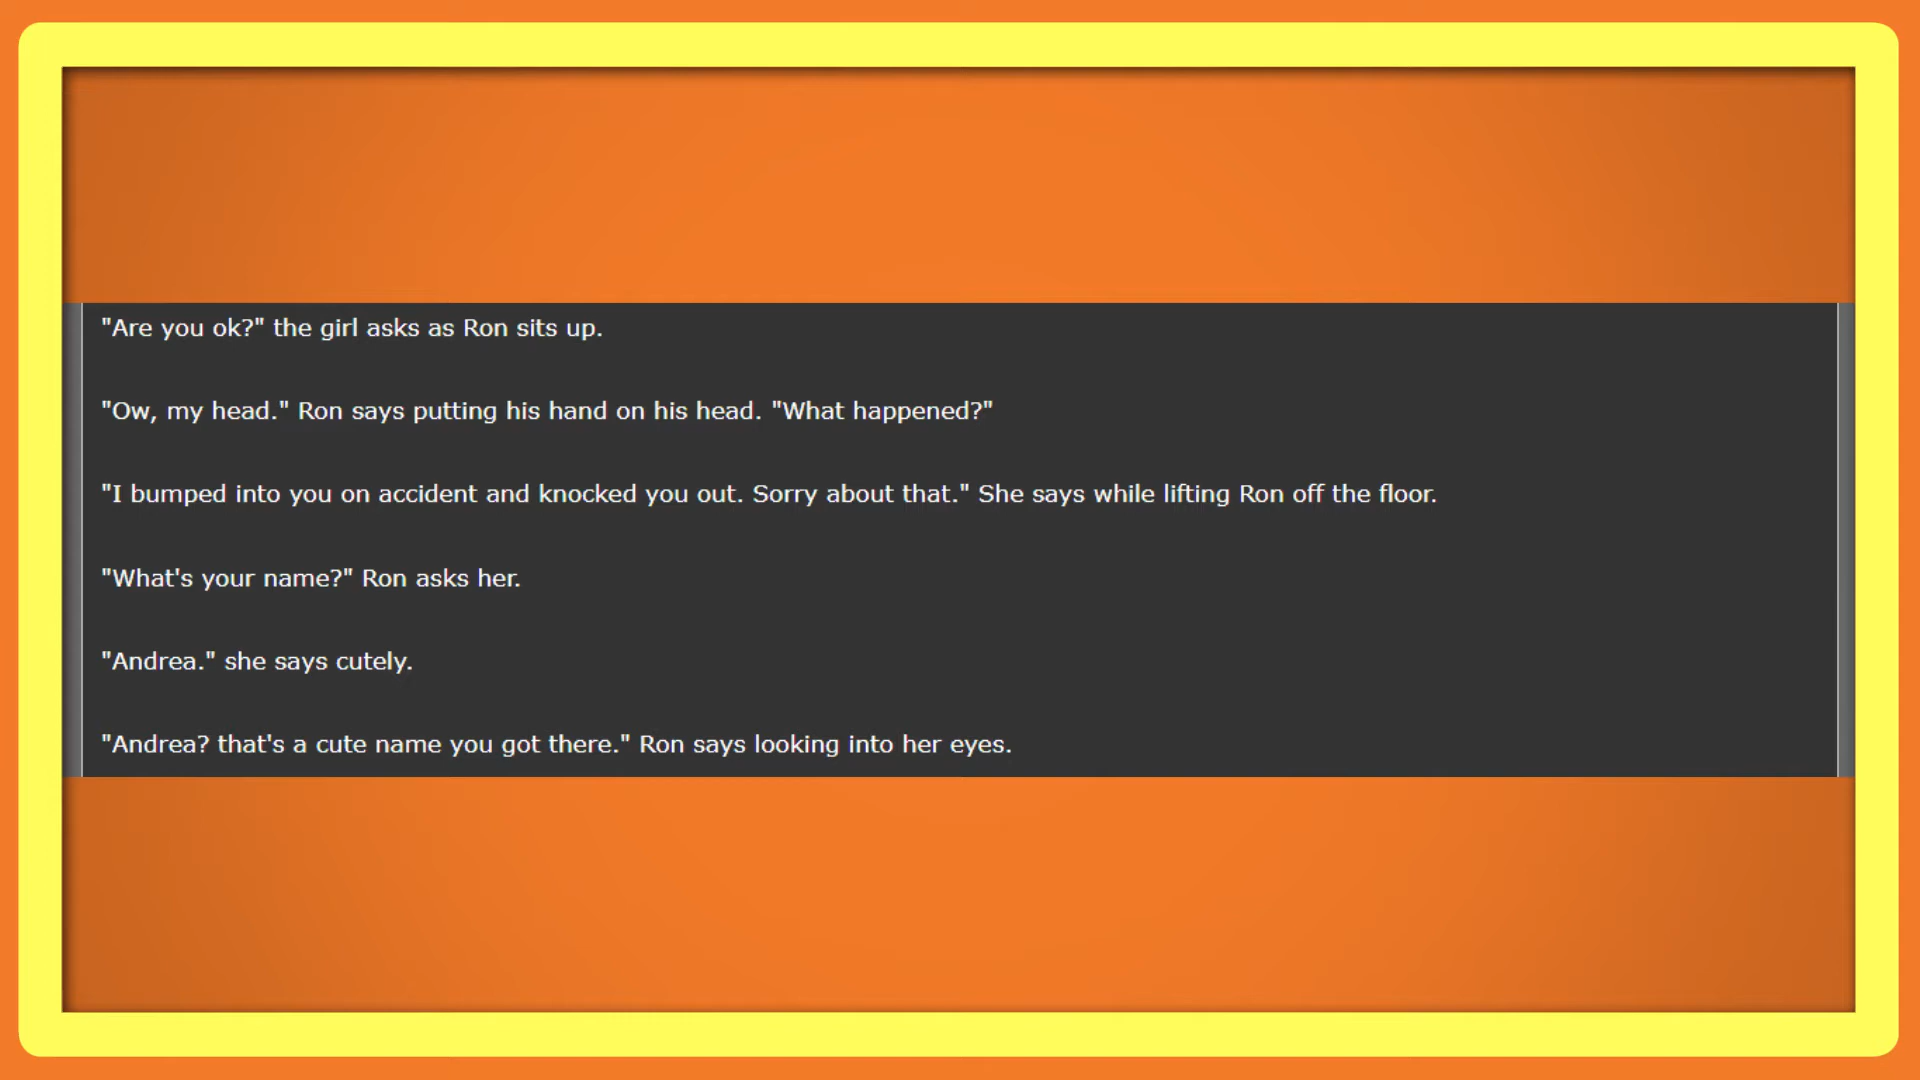 "Are you ok?" the girl asks as Ron sits up.
"Ow, my head." Ron says putting his hand on his head. "What happened?"
"I bumped into you on accident and knocked you out. Sorry about that." She says while lifting Ron off the floor.
"What's your name?" Ron asks her.
"Andrea." she says cutely.
"Andrea? that's a cute name you got there." Ron says looking into her eyes.